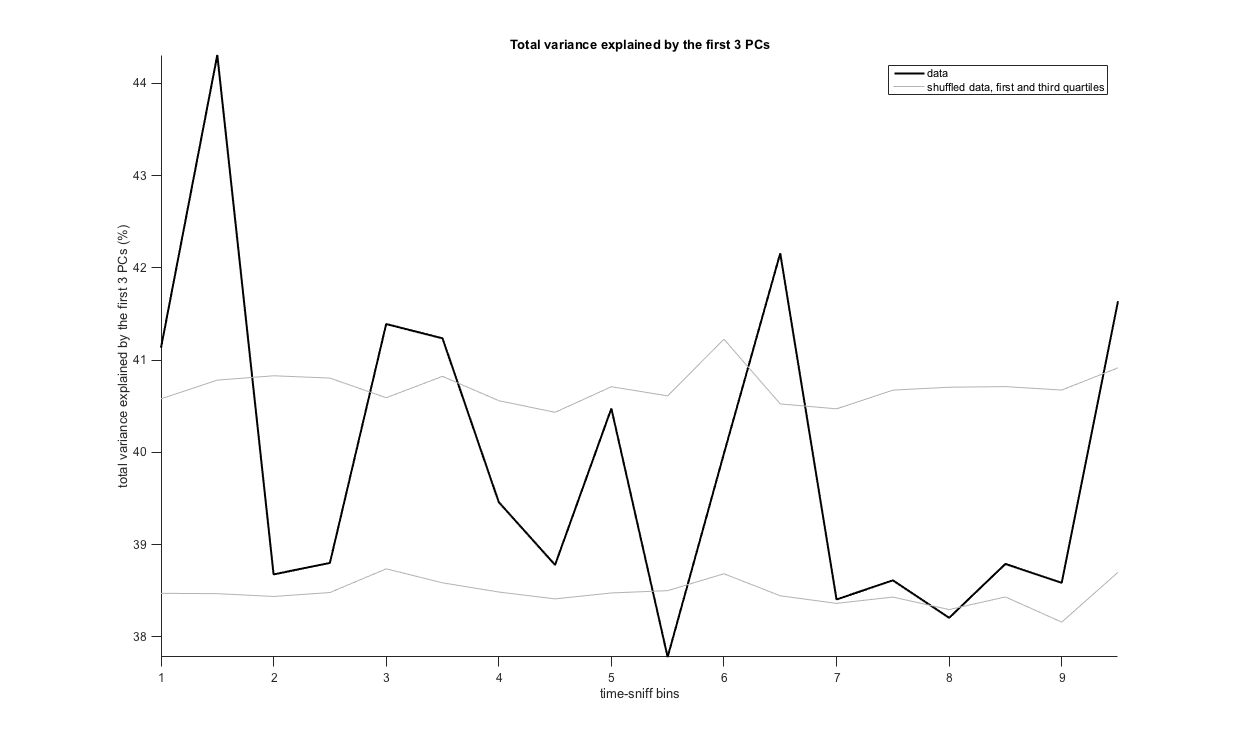 Total variance explained by the first 3 PCs
data
shuffled data, first and third quartiles
total variance explained by the first 3 PCs (%)
44
43
42
41
40
39
38
1 2 3 4 5 6 7 8 9
time-sniff bins